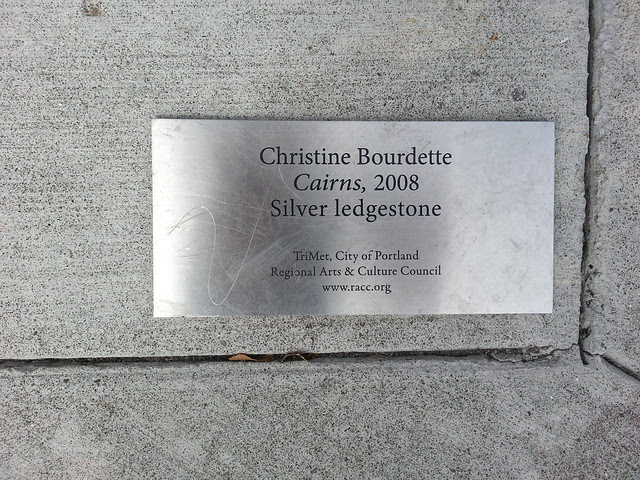 Christine Bourdette
Cairns, 2008
Silver ledgestone
TriMet, City of Portland
Regional Arts & Culture Council
www.racc.org